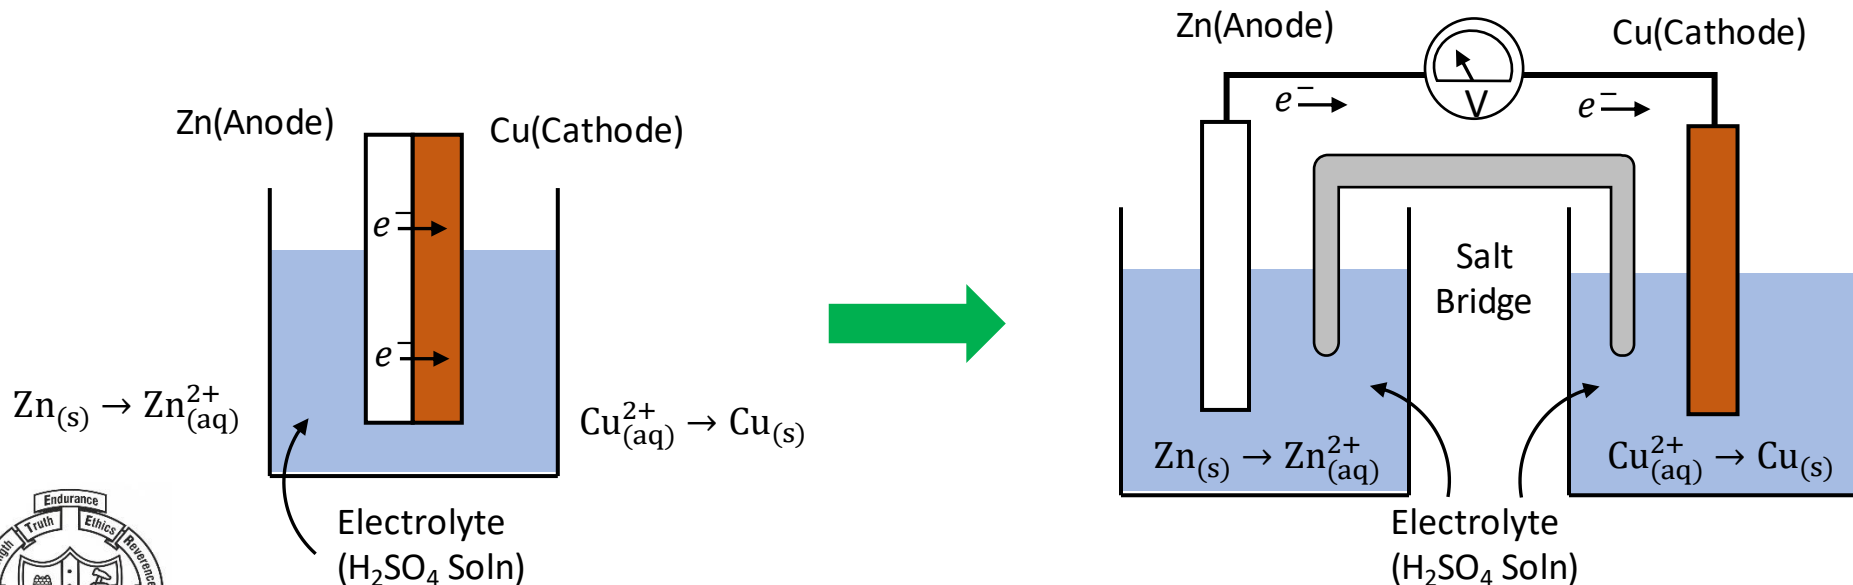 Zn(Anode)
Cu(Cathode)
e⁻
e⁻
Zn(s) → Zn²⁺(aq)
Cu²⁺(aq) → Cu(s)
Electrolyte
(H₂SO₄ Soln)
Endurance
Truth
Ethics
Reverence
Zn(Anode)
Cu(Cathode)
e⁻
V
e⁻
Salt
Bridge
Zn(s) → Zn²⁺(aq)
Cu²⁺(aq) → Cu(s)
Electrolyte
(H₂SO₄ Soln)